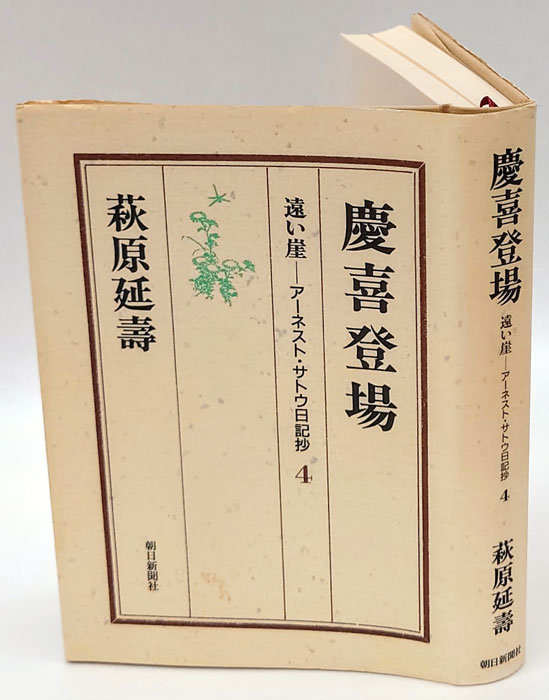 慶喜登場
遠い崖―アーネスト・サトウ日記抄 4
萩原延壽
朝日新聞社
慶喜登場
遠い崖―アーネスト・サトウ日記抄 4
萩原延壽
朝日新聞社